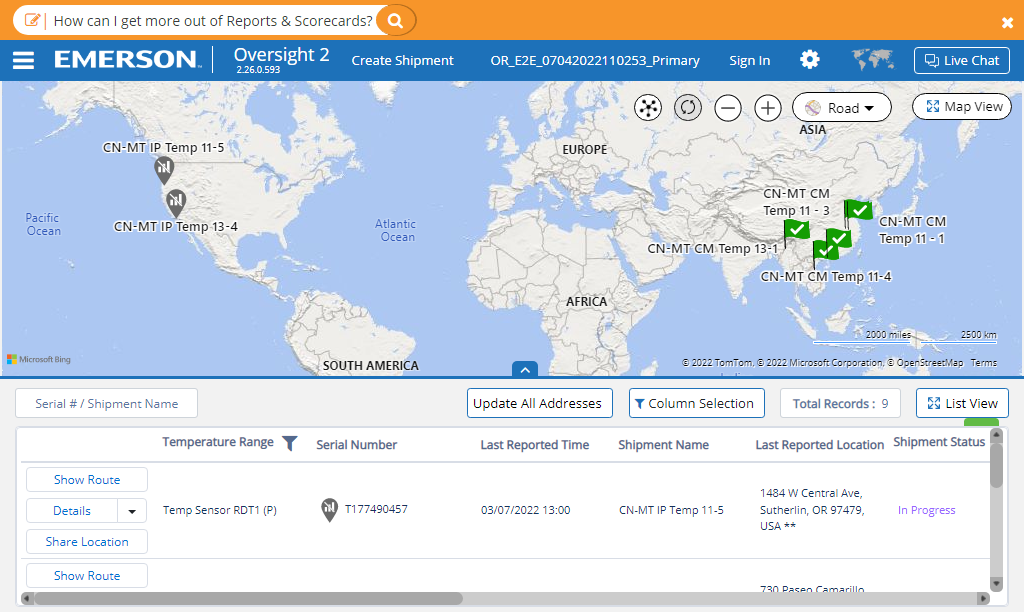 How can I get more out of Reports & Scorecards?
EMERSON
Oversight 2
2.26.0.593
Create Shipment
OR_E2E_07042022110253_Primary
Sign In
Live Chat
Road
Map View
ASIA
EUROPE
CN-MT IP Temp 11-5
CN-MT IP Temp 13-4
Pacific
Ocean
Atlantic
Ocean
CN-MT CM
Temp 11 - 3
CN-MT CM
Temp 11 - 1
CN-MT CM Temp 13-1
CN-MT CM Temp 11-4
AFRICA
SOUTH AMERICA
2000 miles
2500 km
Microsoft Bing
© 2022 TomTom, © 2022 Microsoft Corporation, © OpenStreetMap Terms
Serial # / Shipment Name
Update All Addresses
Column Selection
Total Records : 9
List View
Temperature Range
Serial Number
Last Reported Time
Shipment Name
Last Reported Location
Shipment Status
Show Route
Details
Share Location
Temp Sensor RDT1 (P)
T177490457
03/07/2022 13:00
CN-MT IP Temp 11-5
1484 W Central Ave,
Sutherlin, OR 97479,
USA **
In Progress
Show Route
730 Paseo Camarillo